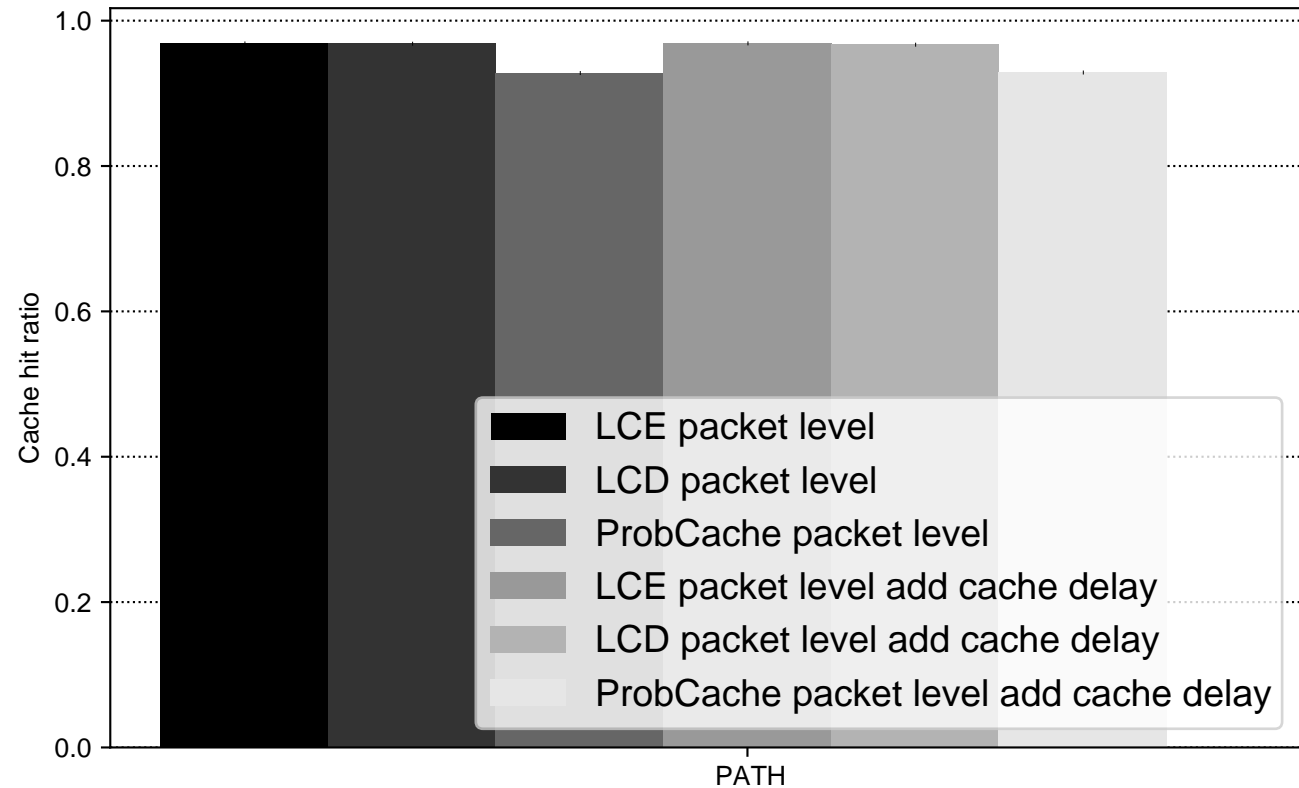 1.0
0.8
0.6
0.4
0.2
0.0
Cache hit ratio
LCE packet level
LCD packet level
ProbCache packet level
LCE packet level add cache delay
LCD packet level add cache delay
ProbCache packet level add cache delay
PATH